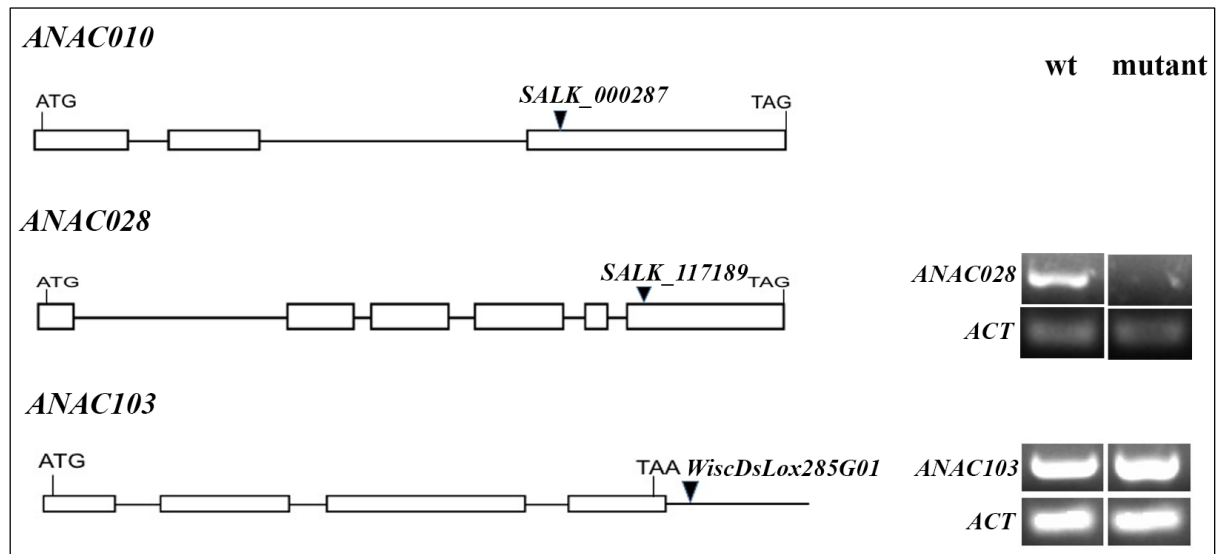 ANAC010
wt mutant
ATG SALK_000287 TAG
ANAC028
ATG SALK_117189 TAG
ANAC028
ACT
ANAC103
ATG TAA WiscDsLox285G01
ANAC103
ACT